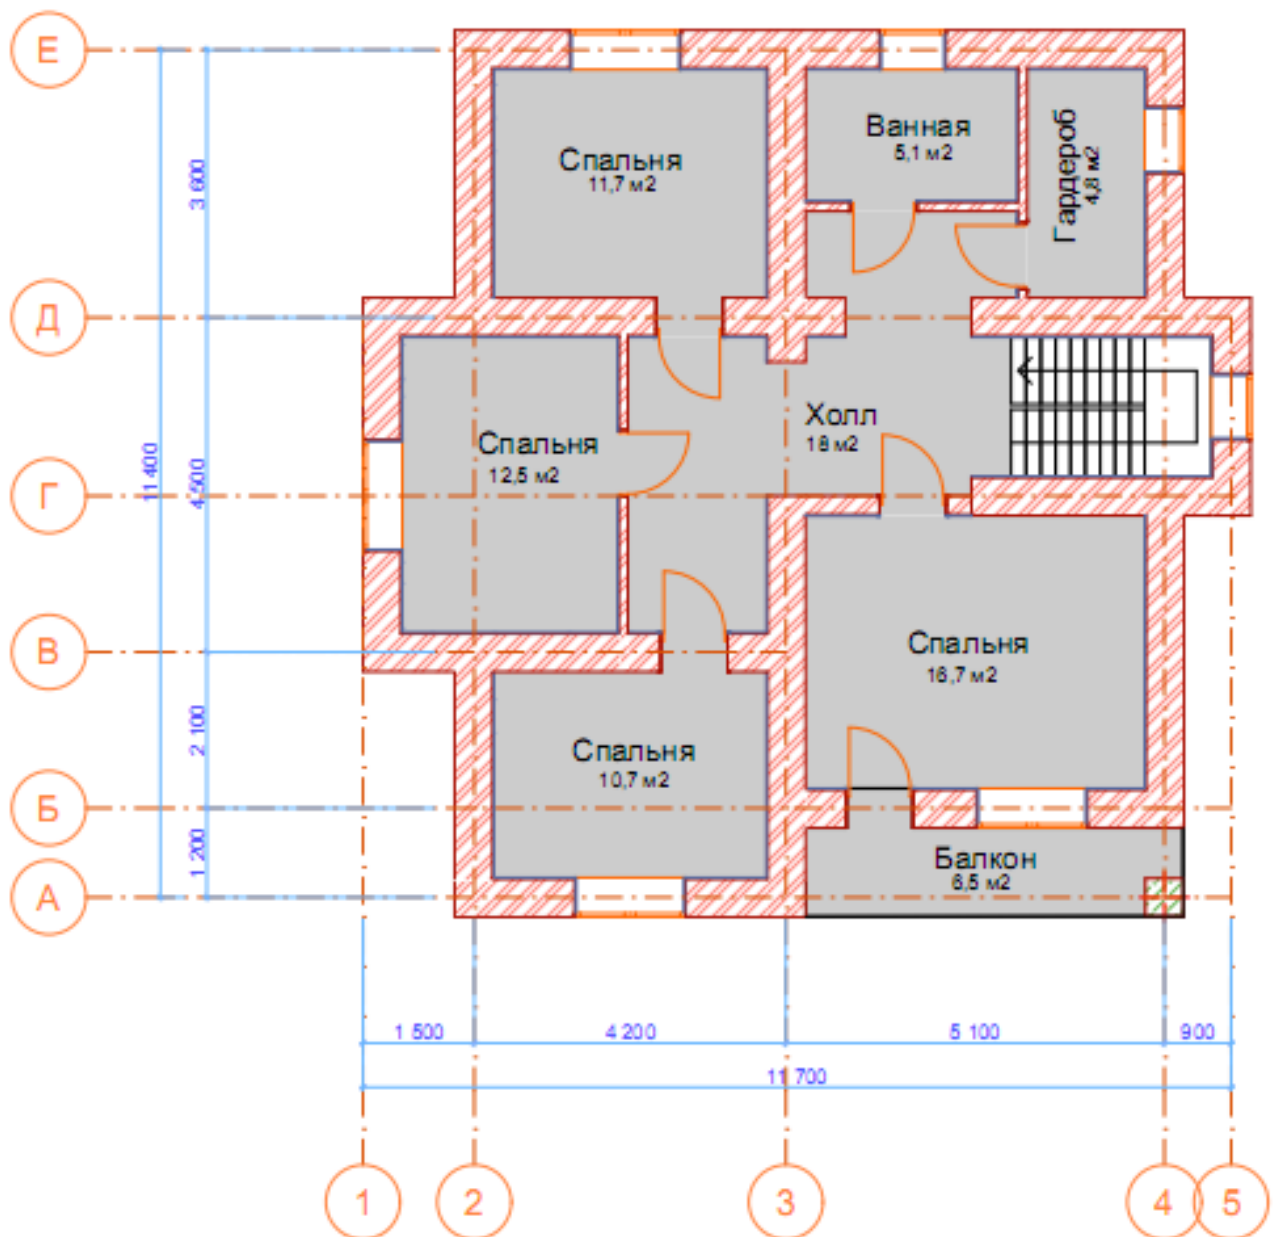 Е
Ванная
5,1 м2
Гардероб
4,8 м2
Спальня
11,7 м2
3 600
Д
Холл
18 м2
Спальня
12,5 м2
11 400
4 500
Г
Спальня
16,7 м2
В
2 100
Спальня
10,7 м2
Б
1 200
Балкон
6,5 м2
А
1 500
4 200
5 100
900
11 700
1
2
3
4
5